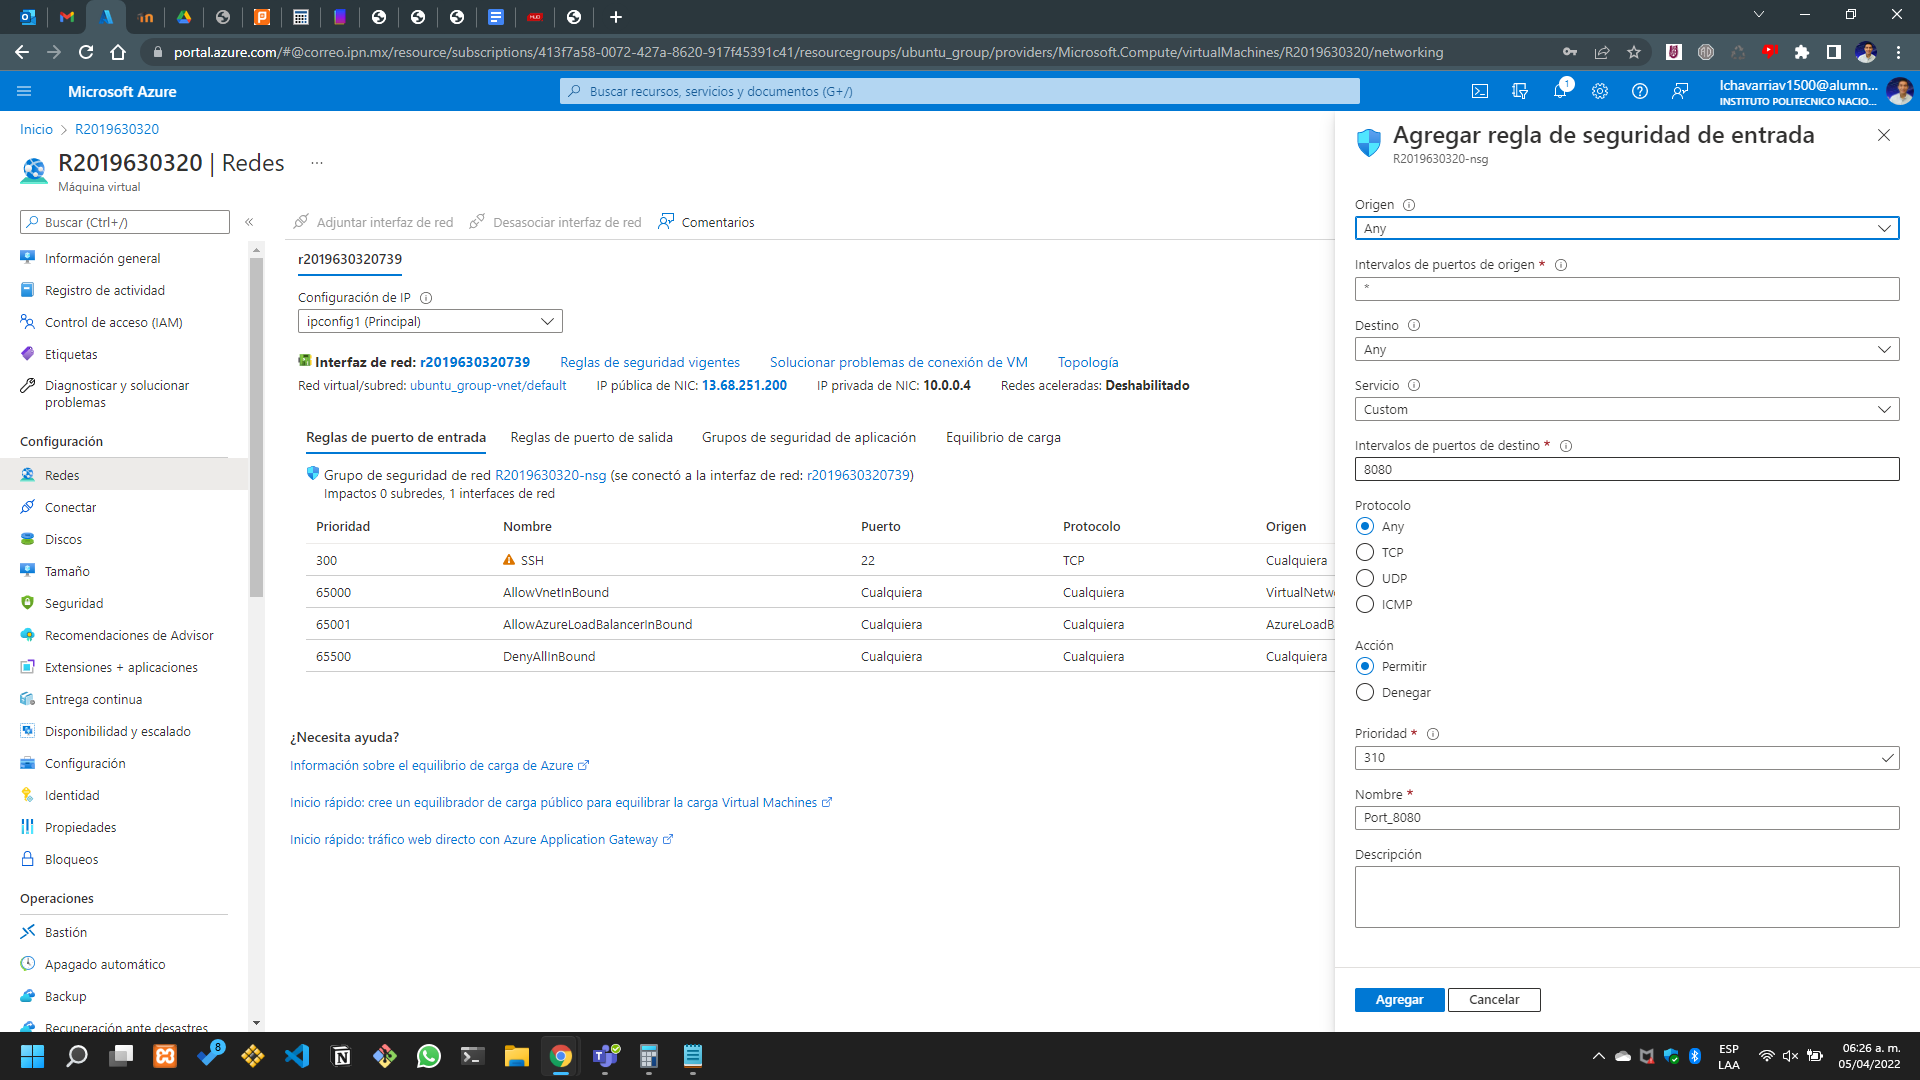 portal.azure.com/#@correo.ipn.mx/resource/subscriptions/413f7a58-0072-427a-8620-917f45391c41/resourcegroups/ubuntu_group/providers/Microsoft.Compute/virtualMachines/R2019630320/networking
Microsoft Azure
Buscar recursos, servicios y documentos (G+/)
1
lchavarriav1500@alumn...
INSTITUTO POLITECNICO NACIO...
Inicio > R2019630320
R2019630320 | Redes ...
Máquina virtual
Buscar (Ctrl+/)
«
Información general
Registro de actividad
Control de acceso (IAM)
Etiquetas
Diagnosticar y solucionar
problemas
Configuración
Redes
Conectar
Discos
Tamaño
Seguridad
Recomendaciones de Advisor
Extensiones + aplicaciones
Entrega continua
Disponibilidad y escalado
Configuración
Identidad
Propiedades
Bloqueos
Operaciones
Bastión
Apagado automático
Backup
Recuperación ante desastres
Adjuntar interfaz de red Desasociar interfaz de red Comentarios
r2019630320739
Configuración de IP
ipconfig1 (Principal)
Interfaz de red: r2019630320739 Reglas de seguridad vigentes Solucionar problemas de conexión de VM Topología
Red virtual/subred: ubuntu_group-vnet/default IP pública de NIC: 13.68.251.200 IP privada de NIC: 10.0.0.4 Redes aceleradas: Deshabilitado
Reglas de puerto de entrada Reglas de puerto de salida Grupos de seguridad de aplicación Equilibrio de carga
Grupo de seguridad de red R2019630320-nsg (se conectó a la interfaz de red: r2019630320739)
Impactos 0 subredes, 1 interfaces de red
Prioridad Nombre Puerto Protocolo Origen
300 SSH 22 TCP Cualquiera
65000 AllowVnetInBound Cualquiera Cualquiera VirtualNetw
65001 AllowAzureLoadBalancerInBound Cualquiera Cualquiera AzureLoadB
65500 DenyAllInBound Cualquiera Cualquiera Cualquiera
¿Necesita ayuda?
Información sobre el equilibrio de carga de Azure
Inicio rápido: cree un equilibrador de carga público para equilibrar la carga Virtual Machines
Inicio rápido: tráfico web directo con Azure Application Gateway
Agregar regla de seguridad de entrada
R2019630320-nsg
Origen
Any
Intervalos de puertos de origen *
*
Destino
Any
Servicio
Custom
Intervalos de puertos de destino *
8080
Protocolo
Any
TCP
UDP
ICMP
Acción
Permitir
Denegar
Prioridad *
310
Nombre *
Port_8080
Descripción
Agregar Cancelar
8
ESP
LAA
06:26 a. m.
05/04/2022